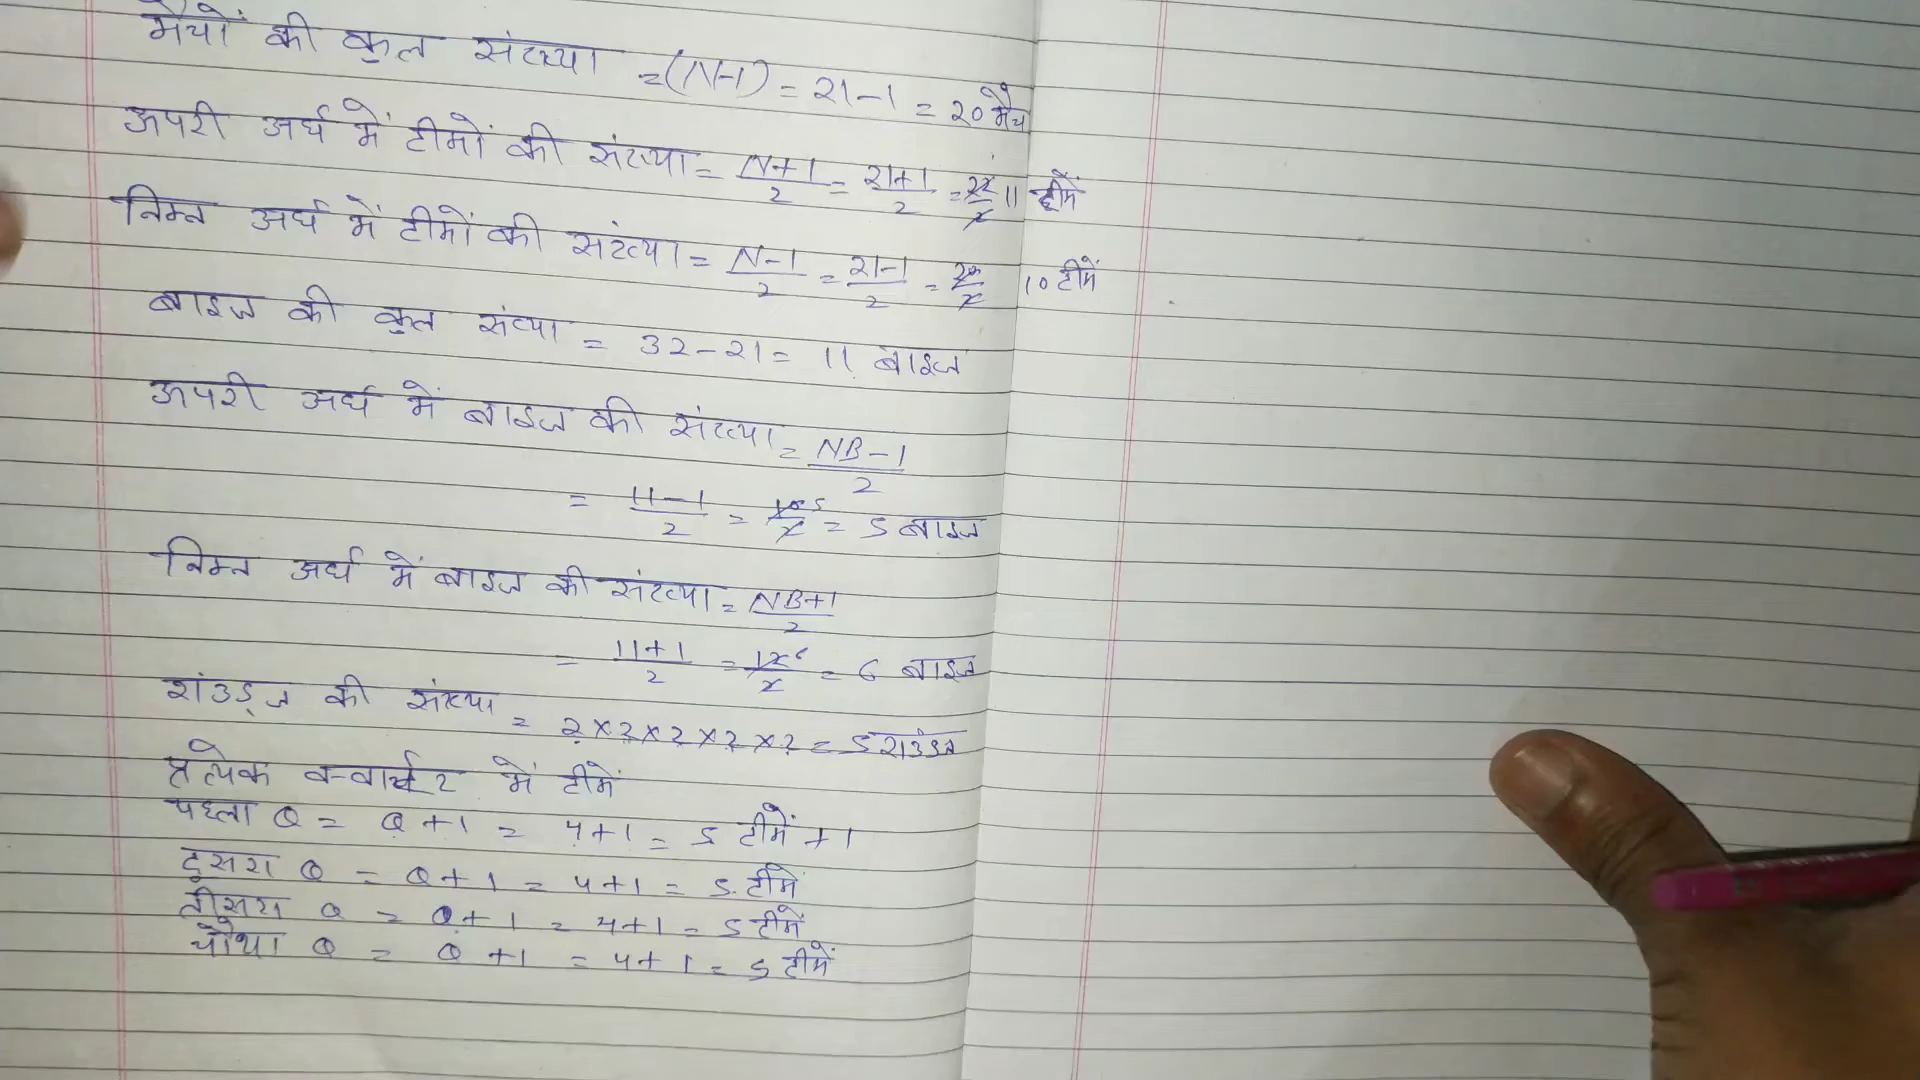 मैचों की कुल संख्या = (N-1) = 21-1 = 20 मैच
ऊपरी अर्ध में टीमों की संख्या = N+1/2 = 21+1/2 = 22/2 11 टीमें
निम्न अर्ध में टीमों की संख्या = N-1/2 = 21-1/2 = 20/2 10 टीमें
बाइज की कुल संख्या = 32-21 = 11 बाइज
ऊपरी अर्ध में बाइज की संख्या = NB-1/2
= 11-1/2 = 10/2 5 = 5 बाइज
निम्न अर्ध में बाइज की संख्या = NB+1/2
= 11+1/2 = 12/2 6 = 6 बाइज
राउंड्ज की संख्या = 2×2×2×2×2 = 5 राउंडज
प्रत्येक क्वार्टर में टीमें
पहला Q = Q+1 = 4+1 = 5 टीमें +1
दुसरा Q = Q+1 = 4+1 = 5 टीमें
तीसरा Q = Q+1 = 4+1 = 5 टीमें
चौथा Q = Q+1 = 4+1 = 5 टीमें